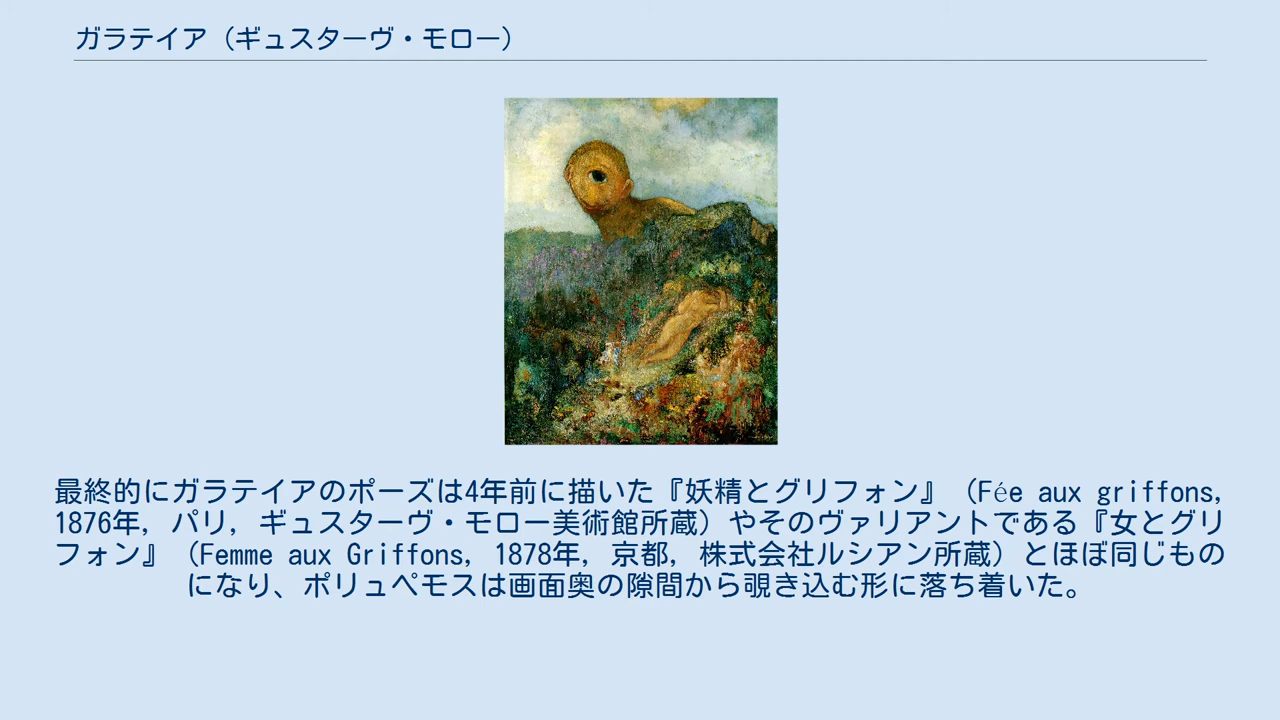 ガラテイア（ギュスターヴ・モロー）
最終的にガラテイアのポーズは4年前に描いた『妖精とグリフォン』（Fée aux griffons,
1876年, パリ, ギュスターヴ・モロー美術館所蔵）やそのヴァリアントである『女とグリ
フォン』（Femme aux Griffons, 1878年, 京都, 株式会社ルシアン所蔵）とほぼ同じもの
になり、ポリュペモスは画面奥の隙間から覗き込む形に落ち着いた。